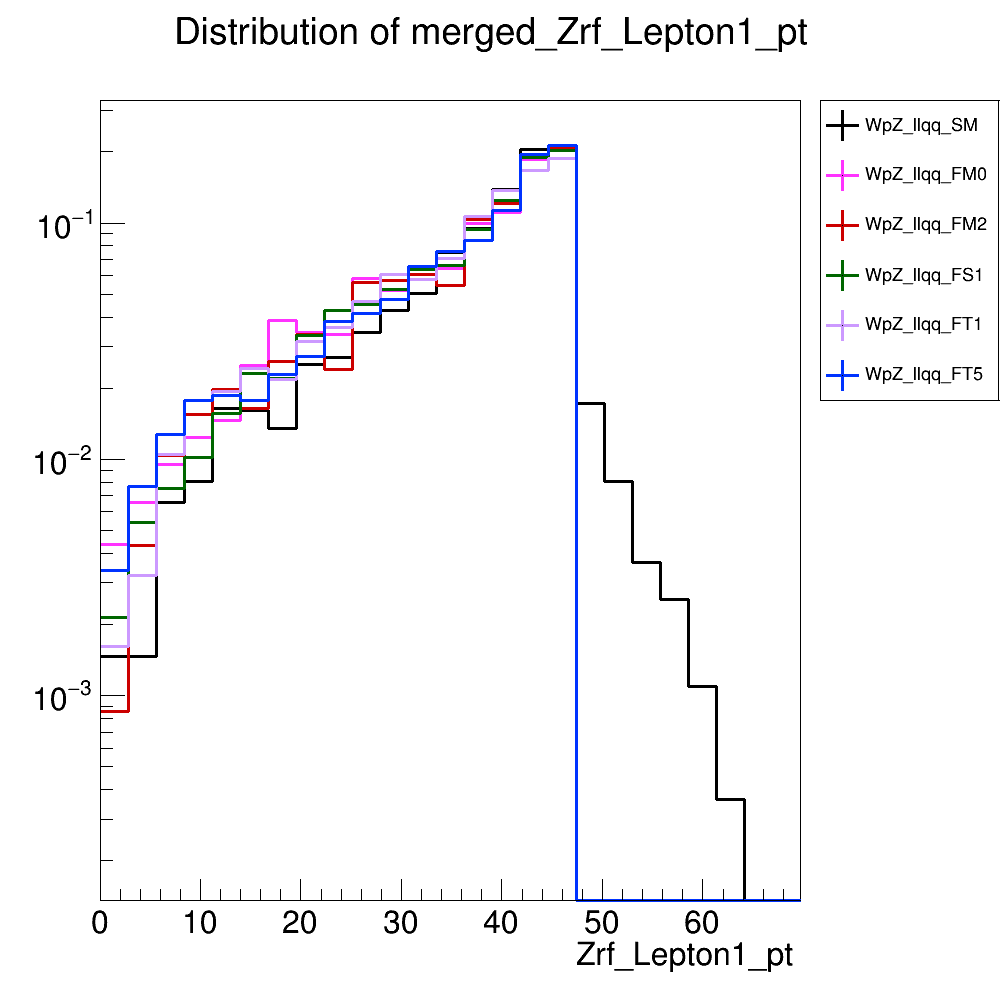 Distribution of merged_Zrf_Lepton1_pt
WpZ_llqq_SM
WpZ_llqq_FM0
WpZ_llqq_FM2
WpZ_llqq_FS1
WpZ_llqq_FT1
WpZ_llqq_FT5
10⁻¹
10⁻²
10⁻³
0 10 20 30 40 50 60
Zrf_Lepton1_pt